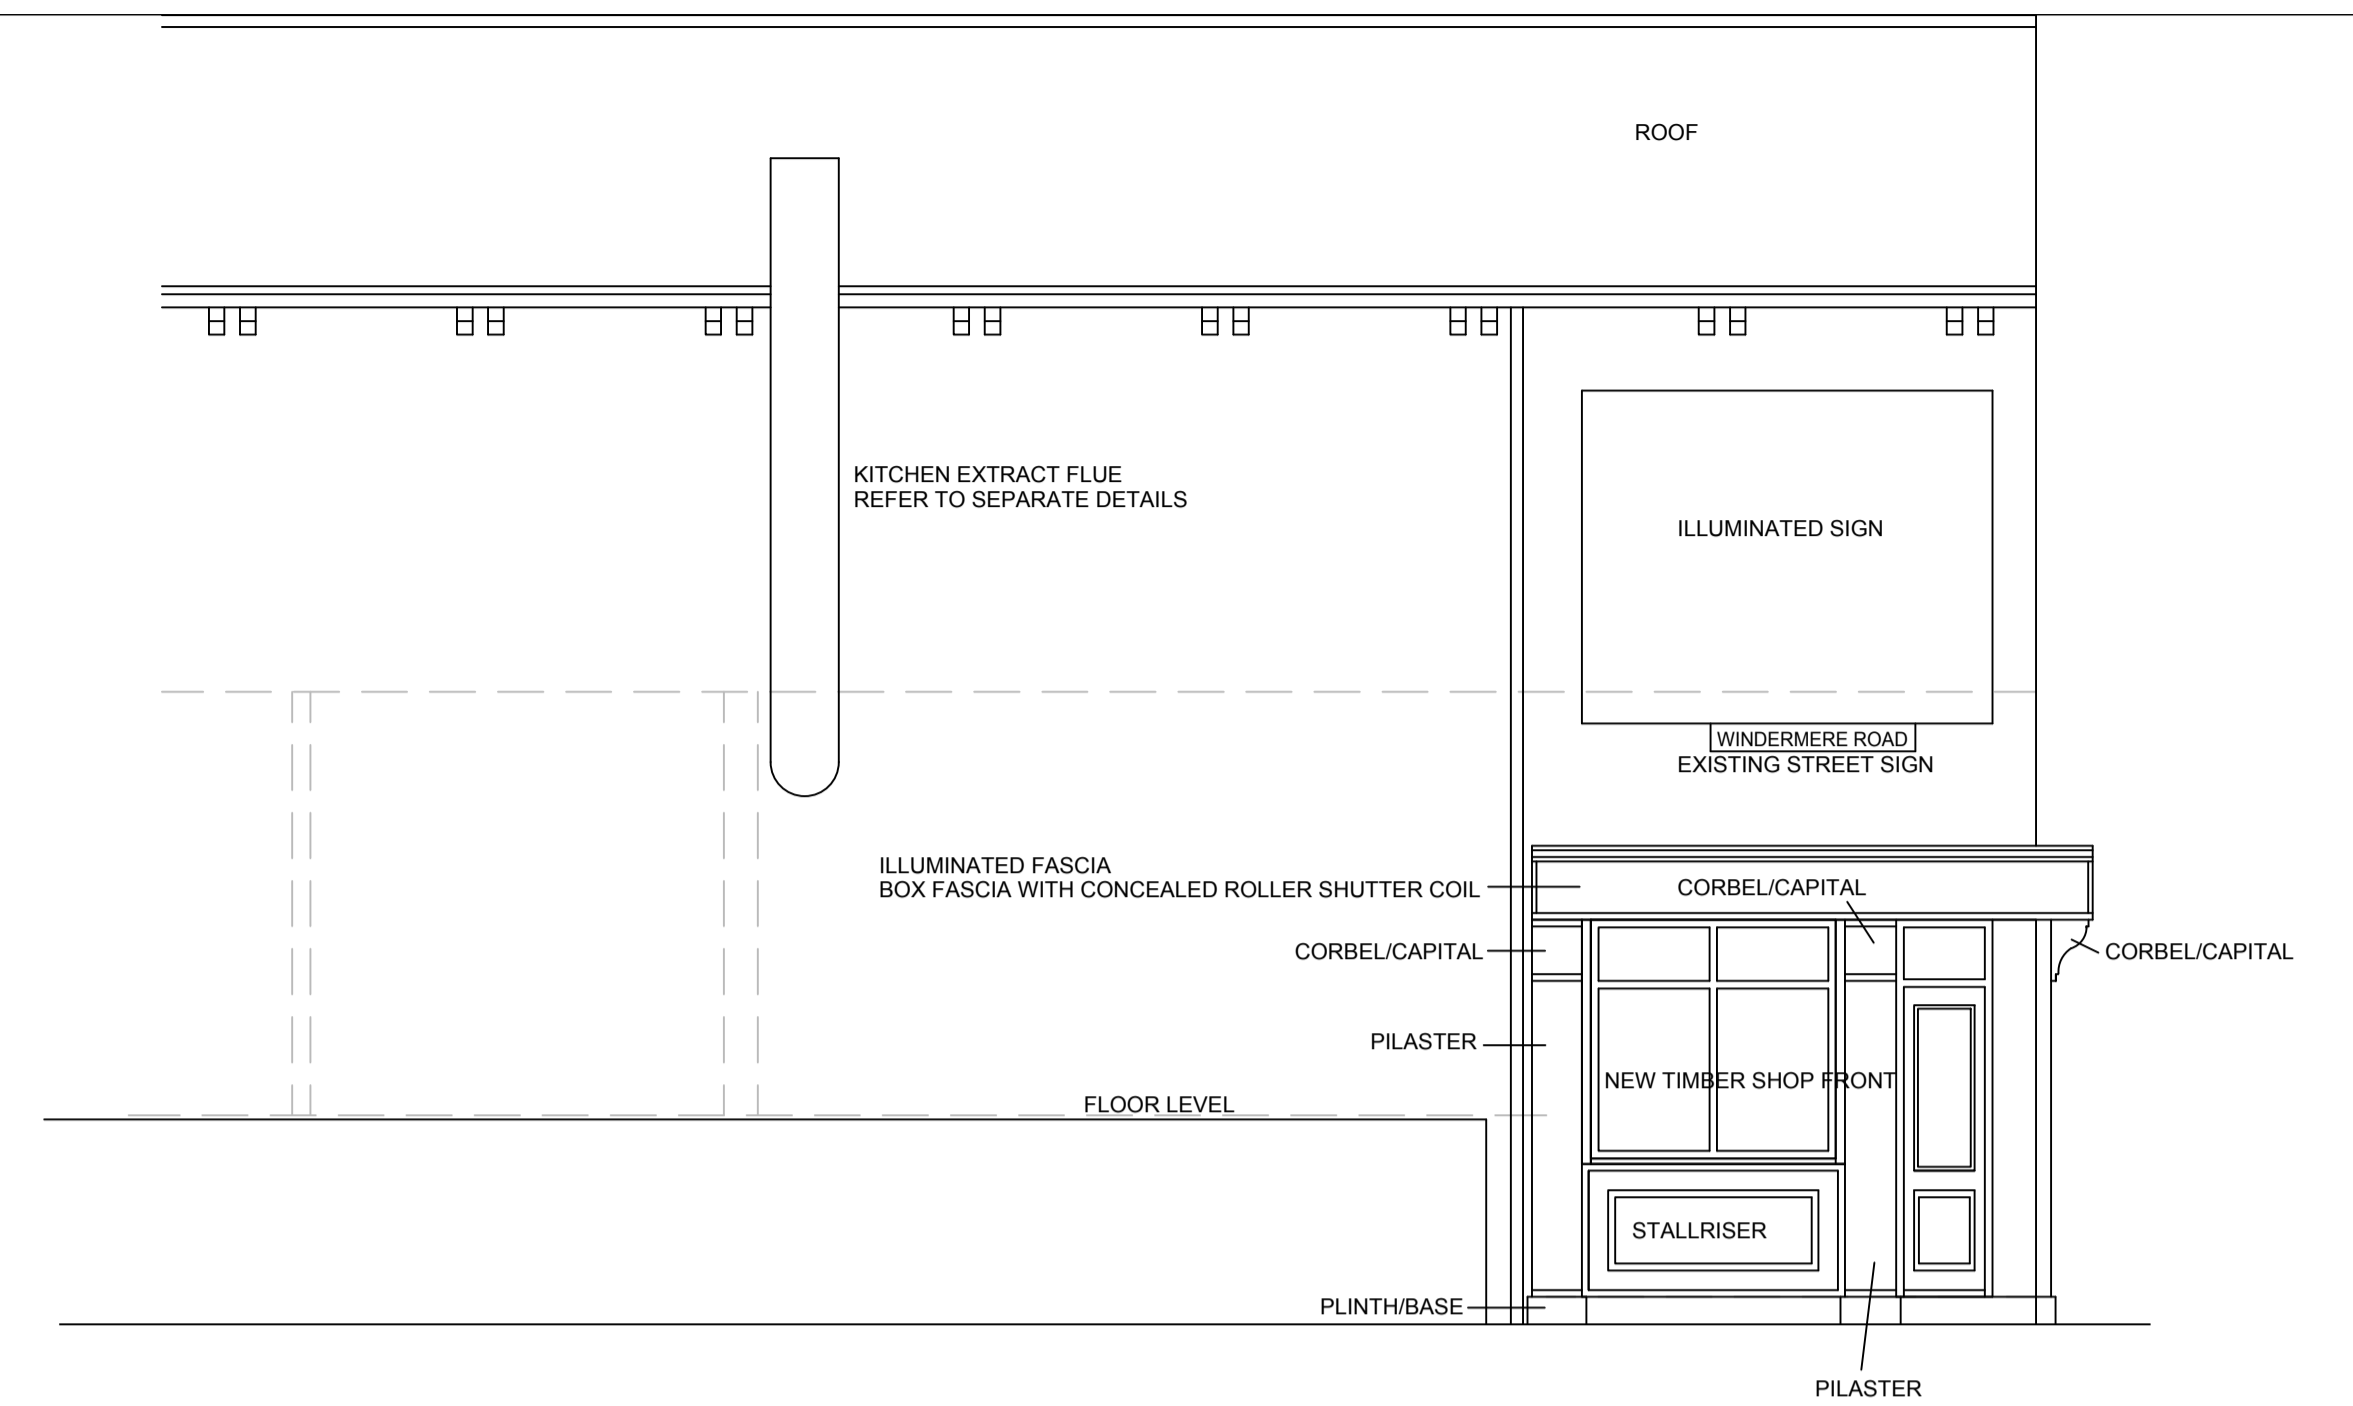 ROOF
KITCHEN EXTRACT FLUE
REFER TO SEPARATE DETAILS
ILLUMINATED SIGN
WINDERMERE ROAD
EXISTING STREET SIGN
ILLUMINATED FASCIA
BOX FASCIA WITH CONCEALED ROLLER SHUTTER COIL
CORBEL/CAPITAL
CORBEL/CAPITAL
CORBEL/CAPITAL
PILASTER
NEW TIMBER SHOP FRONT
FLOOR LEVEL
STALLRISER
PLINTH/BASE
PILASTER